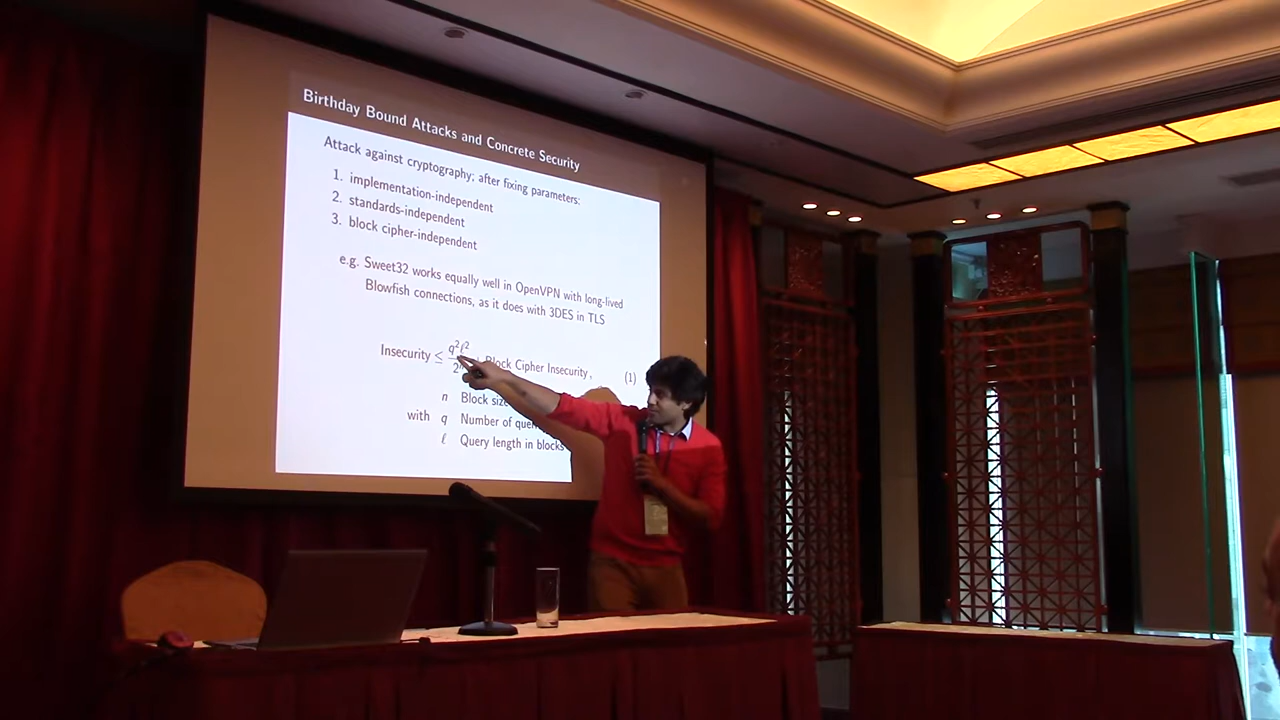 Birthday Bound Attacks and Concrete Security
Attack against cryptography; after fixing parameters:
1. implementation-independent
2. standards-independent
3. block cipher-independent
e.g. Sweet32 works equally well in OpenVPN with long-lived
Blowfish connections, as it does with 3DES in TLS
Insecurity ≤ q²ℓ² / 2 Block Cipher Insecurity, (1)
n Block
with q Number of
ℓ Query length in blocks